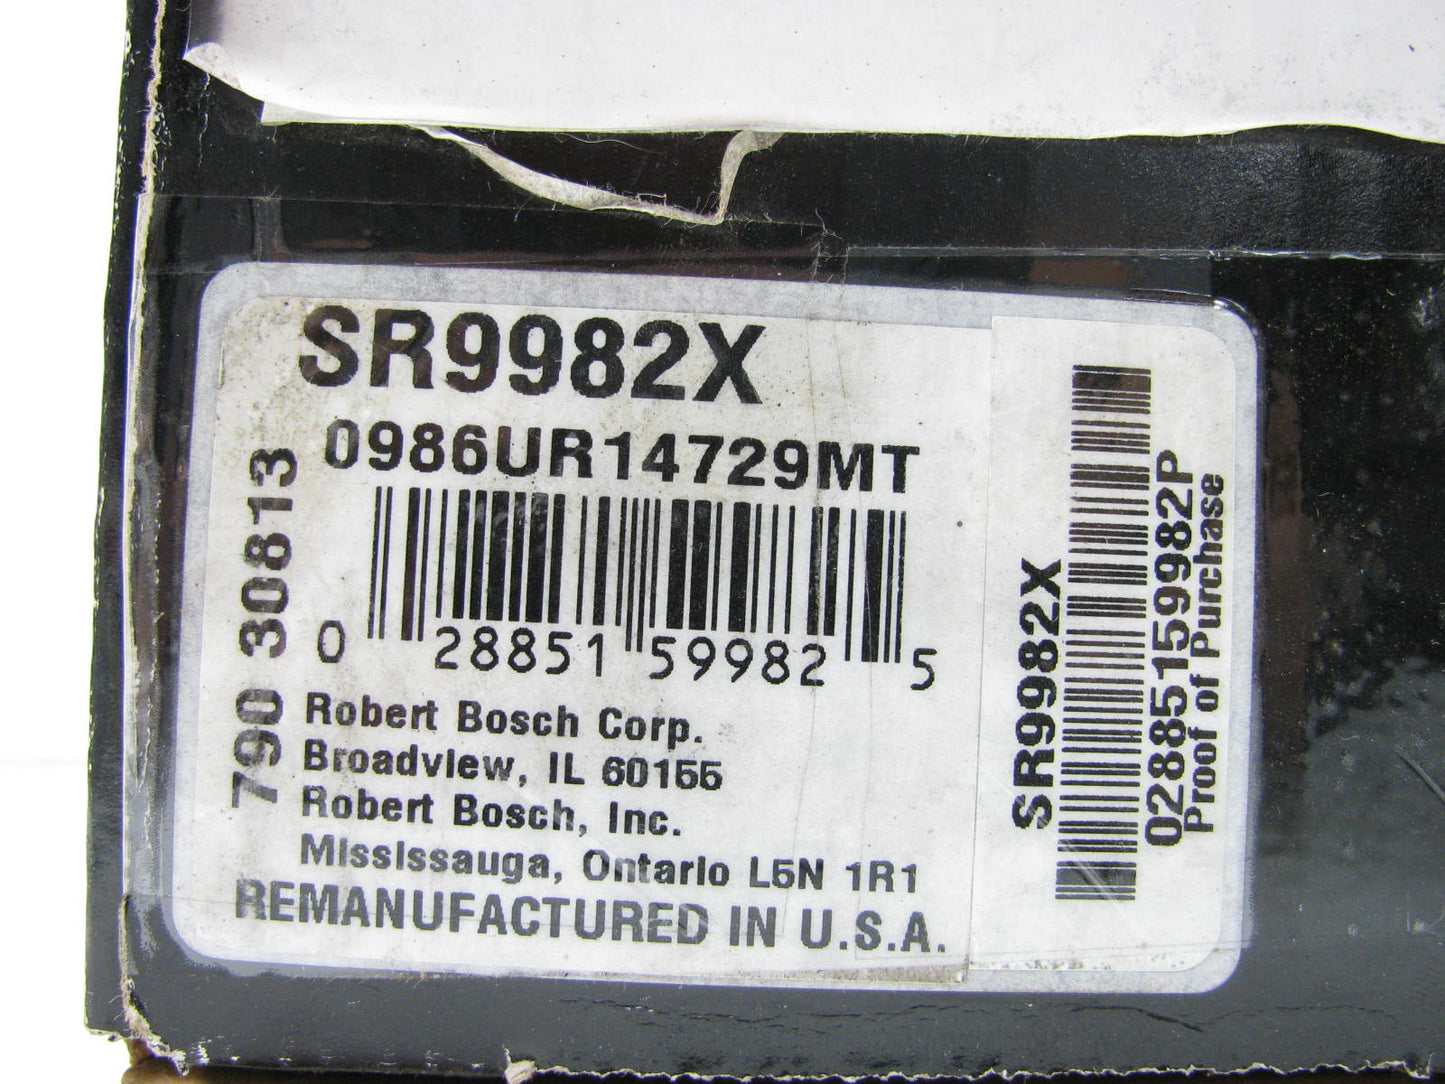 SR9982X
0986UR14729MT
790 30813
0 28851 59982 5
Robert Bosch Corp.
Broadview, IL 60155
Robert Bosch, Inc.
Mississauga, Ontario L5N 1R1
REMANUFACTURED IN U.S.A.
SR9982X
02885159982P
Proof of Purchase